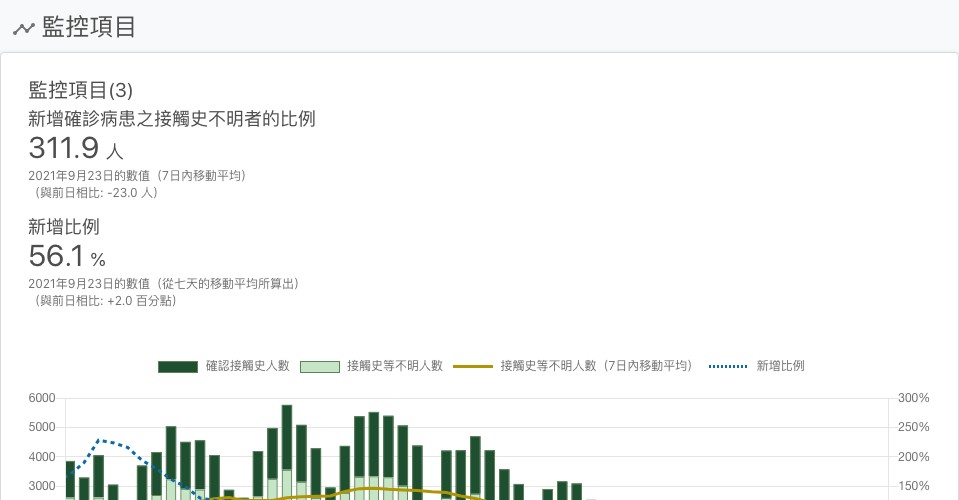 監控項目
監控項目(3)
新增確診病患之接觸史不明者的比例
311.9 人
2021年9月23日的數值（7日內移動平均）
（與前日相比: -23.0 人）
新增比例
56.1 %
2021年9月23日的數值（從七天的移動平均所算出）
（與前日相比: +2.0 百分點）
確認接觸史人數 接觸史等不明人數 接觸史等不明人數（7日內移動平均） 新增比例
6000 300%
5000 250%
4000 200%
3000 150%